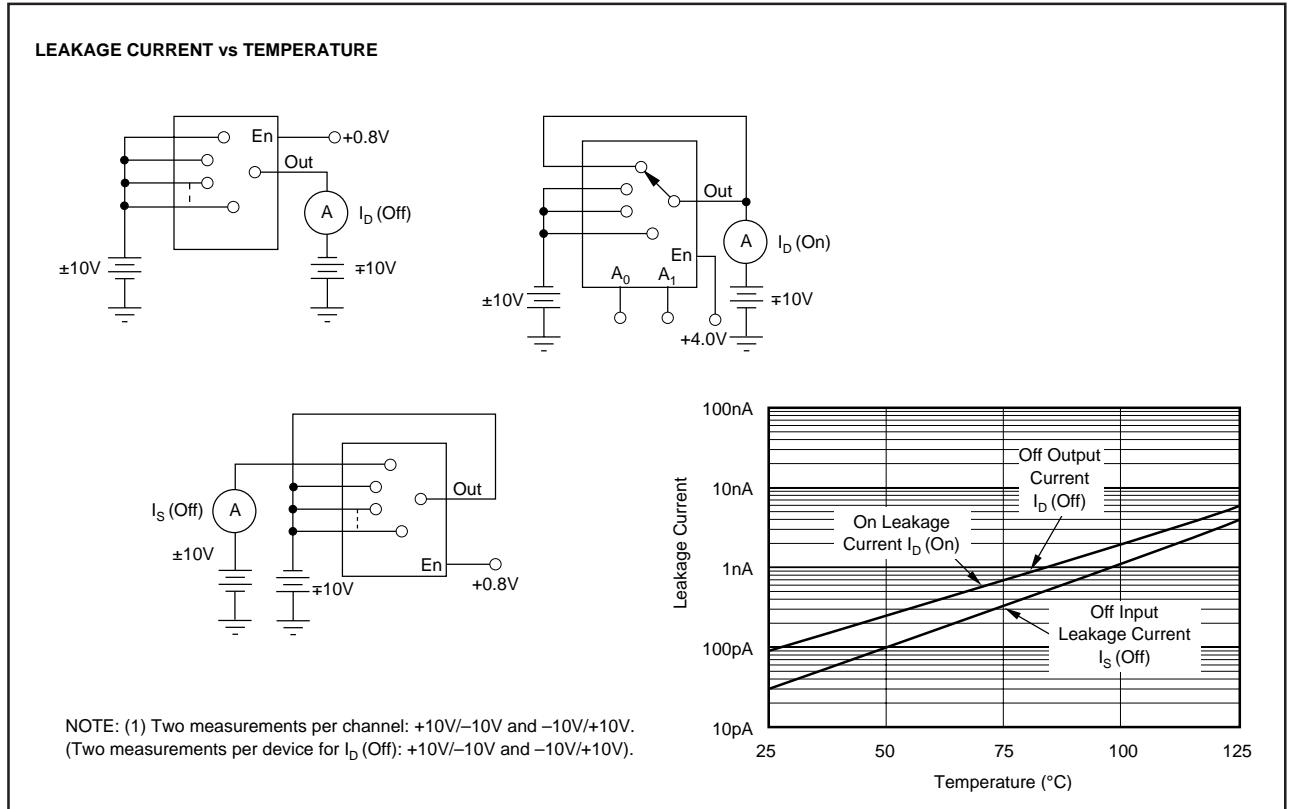 LEAKAGE CURRENT vs TEMPERATURE
En
+0.8V
Out
A
I_D (Off)
±10V
∓10V
Out
A
I_D (On)
En
A_0
A_1
±10V
∓10V
+4.0V
I_S (Off)
A
Out
±10V
∓10V
En
+0.8V
100nA
10nA
1nA
100pA
10pA
Leakage Current
Off Output
Current
I_D (Off)
On Leakage
Current I_D (On)
Off Input
Leakage Current
I_S (Off)
25
50
75
100
125
Temperature (°C)
NOTE: (1) Two measurements per channel: +10V/–10V and –10V/+10V.
(Two measurements per device for I_D (Off): +10V/–10V and –10V/+10V).